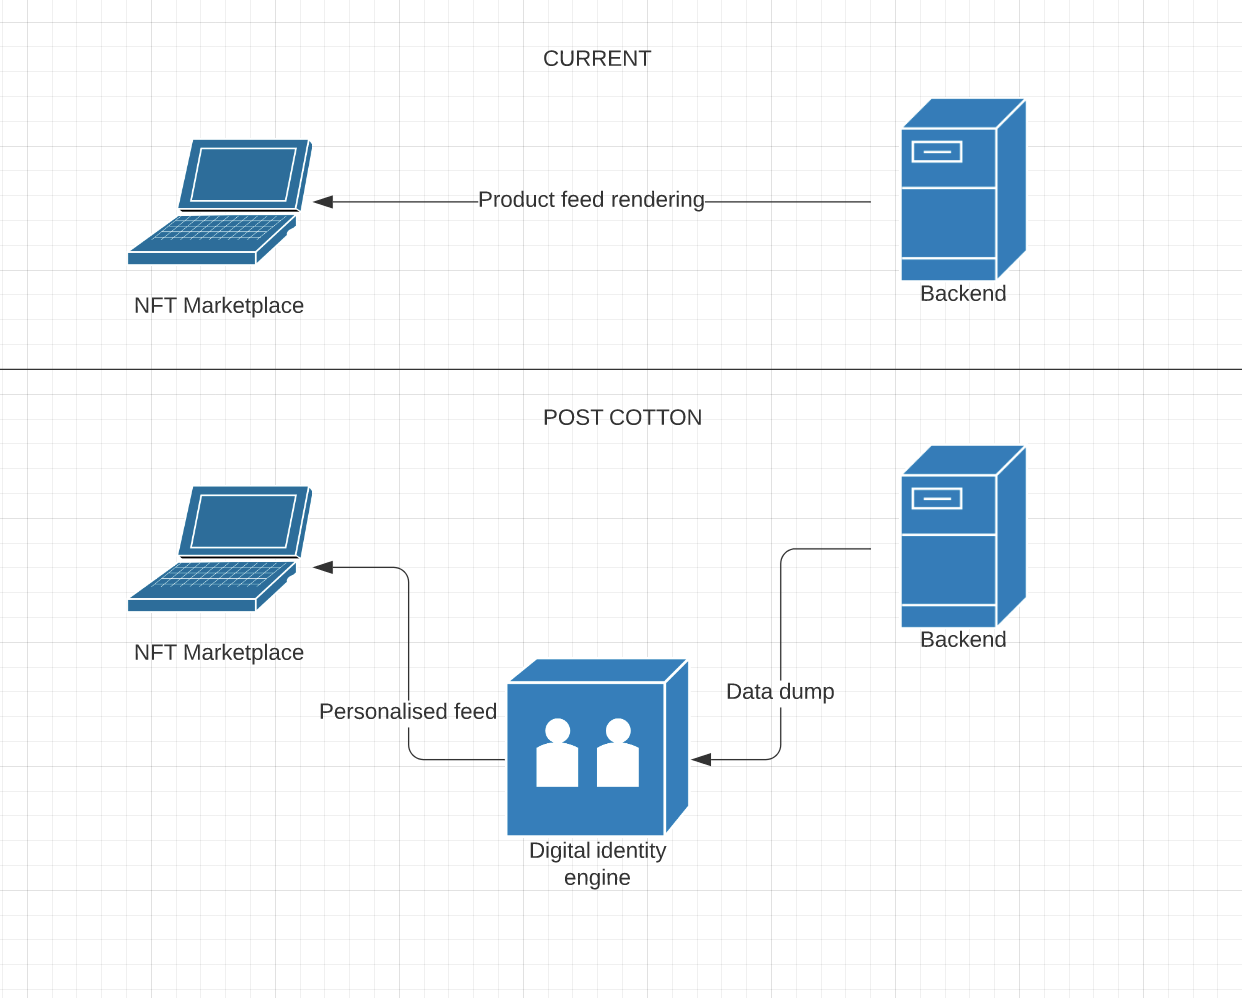 CURRENT
Product feed rendering
NFT Marketplace
Backend
POST COTTON
NFT Marketplace
Backend
Personalised feed
Data dump
Digital identity
engine